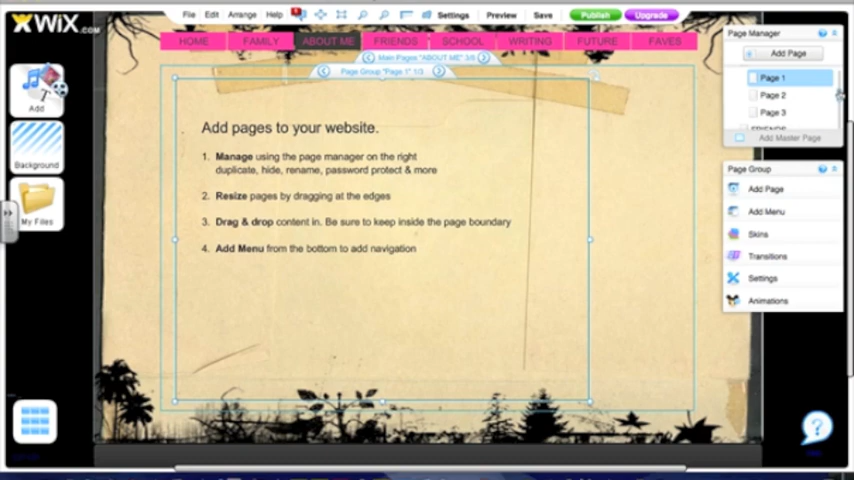 WiX.COM
File Edit Arrange Help Settings Preview Save Publish Upgrade
HOME FAMILY ABOUT ME FRIENDS SCHOOL WRITING FUTURE FAVES
Main Pages "ABOUT ME" 3/8
Page Group "Page 1" 1/3
Add
Background
My Files
Add pages to your website.
1. Manage using the page manager on the right
duplicate, hide, rename, password protect & more
2. Resize pages by dragging at the edges
3. Drag & drop content in. Be sure to keep inside the page boundary
4. Add Menu from the bottom to add navigation
Page Manager
Add Page
Page 1
Page 2
Page 3
FRIENDS
Add Master Page
Page Group
Add Page
Add Menu
Skins
Transitions
Settings
Animations